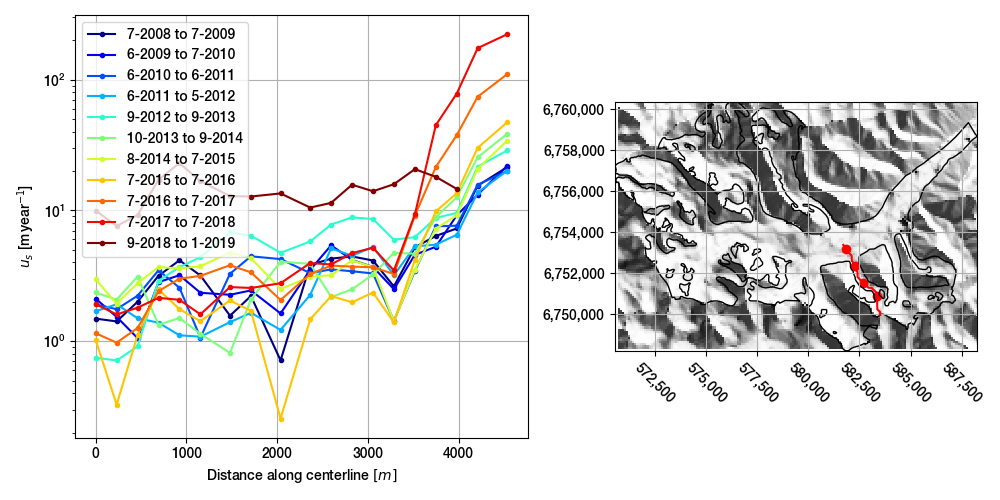 10²
10¹
10⁰
uₛ [m year⁻¹]
7-2008 to 7-2009
6-2009 to 7-2010
6-2010 to 6-2011
6-2011 to 5-2012
9-2012 to 9-2013
10-2013 to 9-2014
8-2014 to 7-2015
7-2015 to 7-2016
7-2016 to 7-2017
7-2017 to 7-2018
9-2018 to 1-2019
0 1000 2000 3000 4000
Distance along centerline [m]
6,760,000
6,758,000
6,756,000
6,754,000
6,752,000
6,750,000
572,500 575,000 577,500 580,000 582,500 585,000 587,500